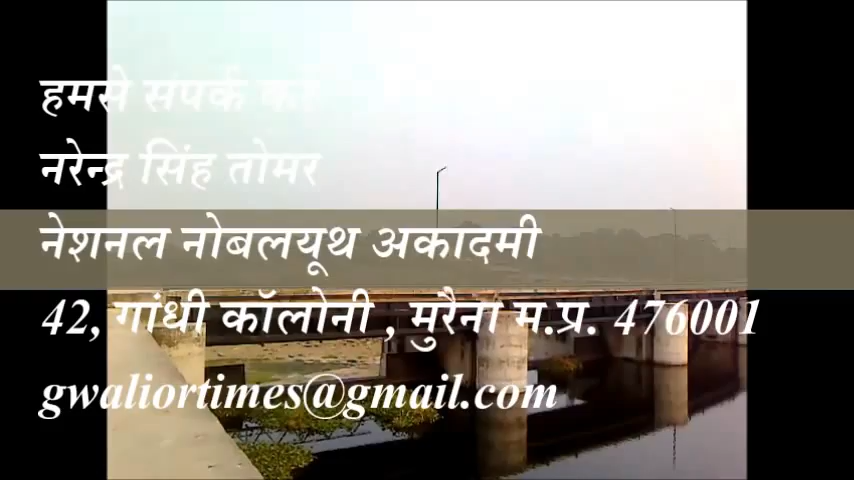 हमसे संपर्क करें
नरेन्द्र सिंह तोमर
नेशनल नोबलयूथ अकादमी
42, गांधी कॉलोनी , मुरैना म.प्र. 476001
gwaliortimes@gmail.com